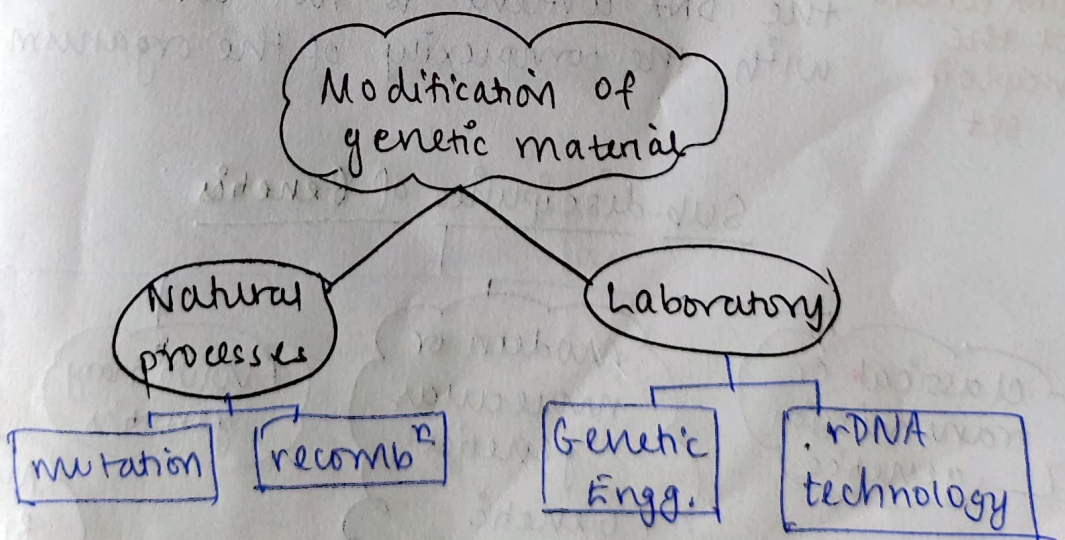 Modification of
genetic material
Natural
processes
Laboratory
mutation
recombⁿ
Genetic
Engg.
rDNA
technology